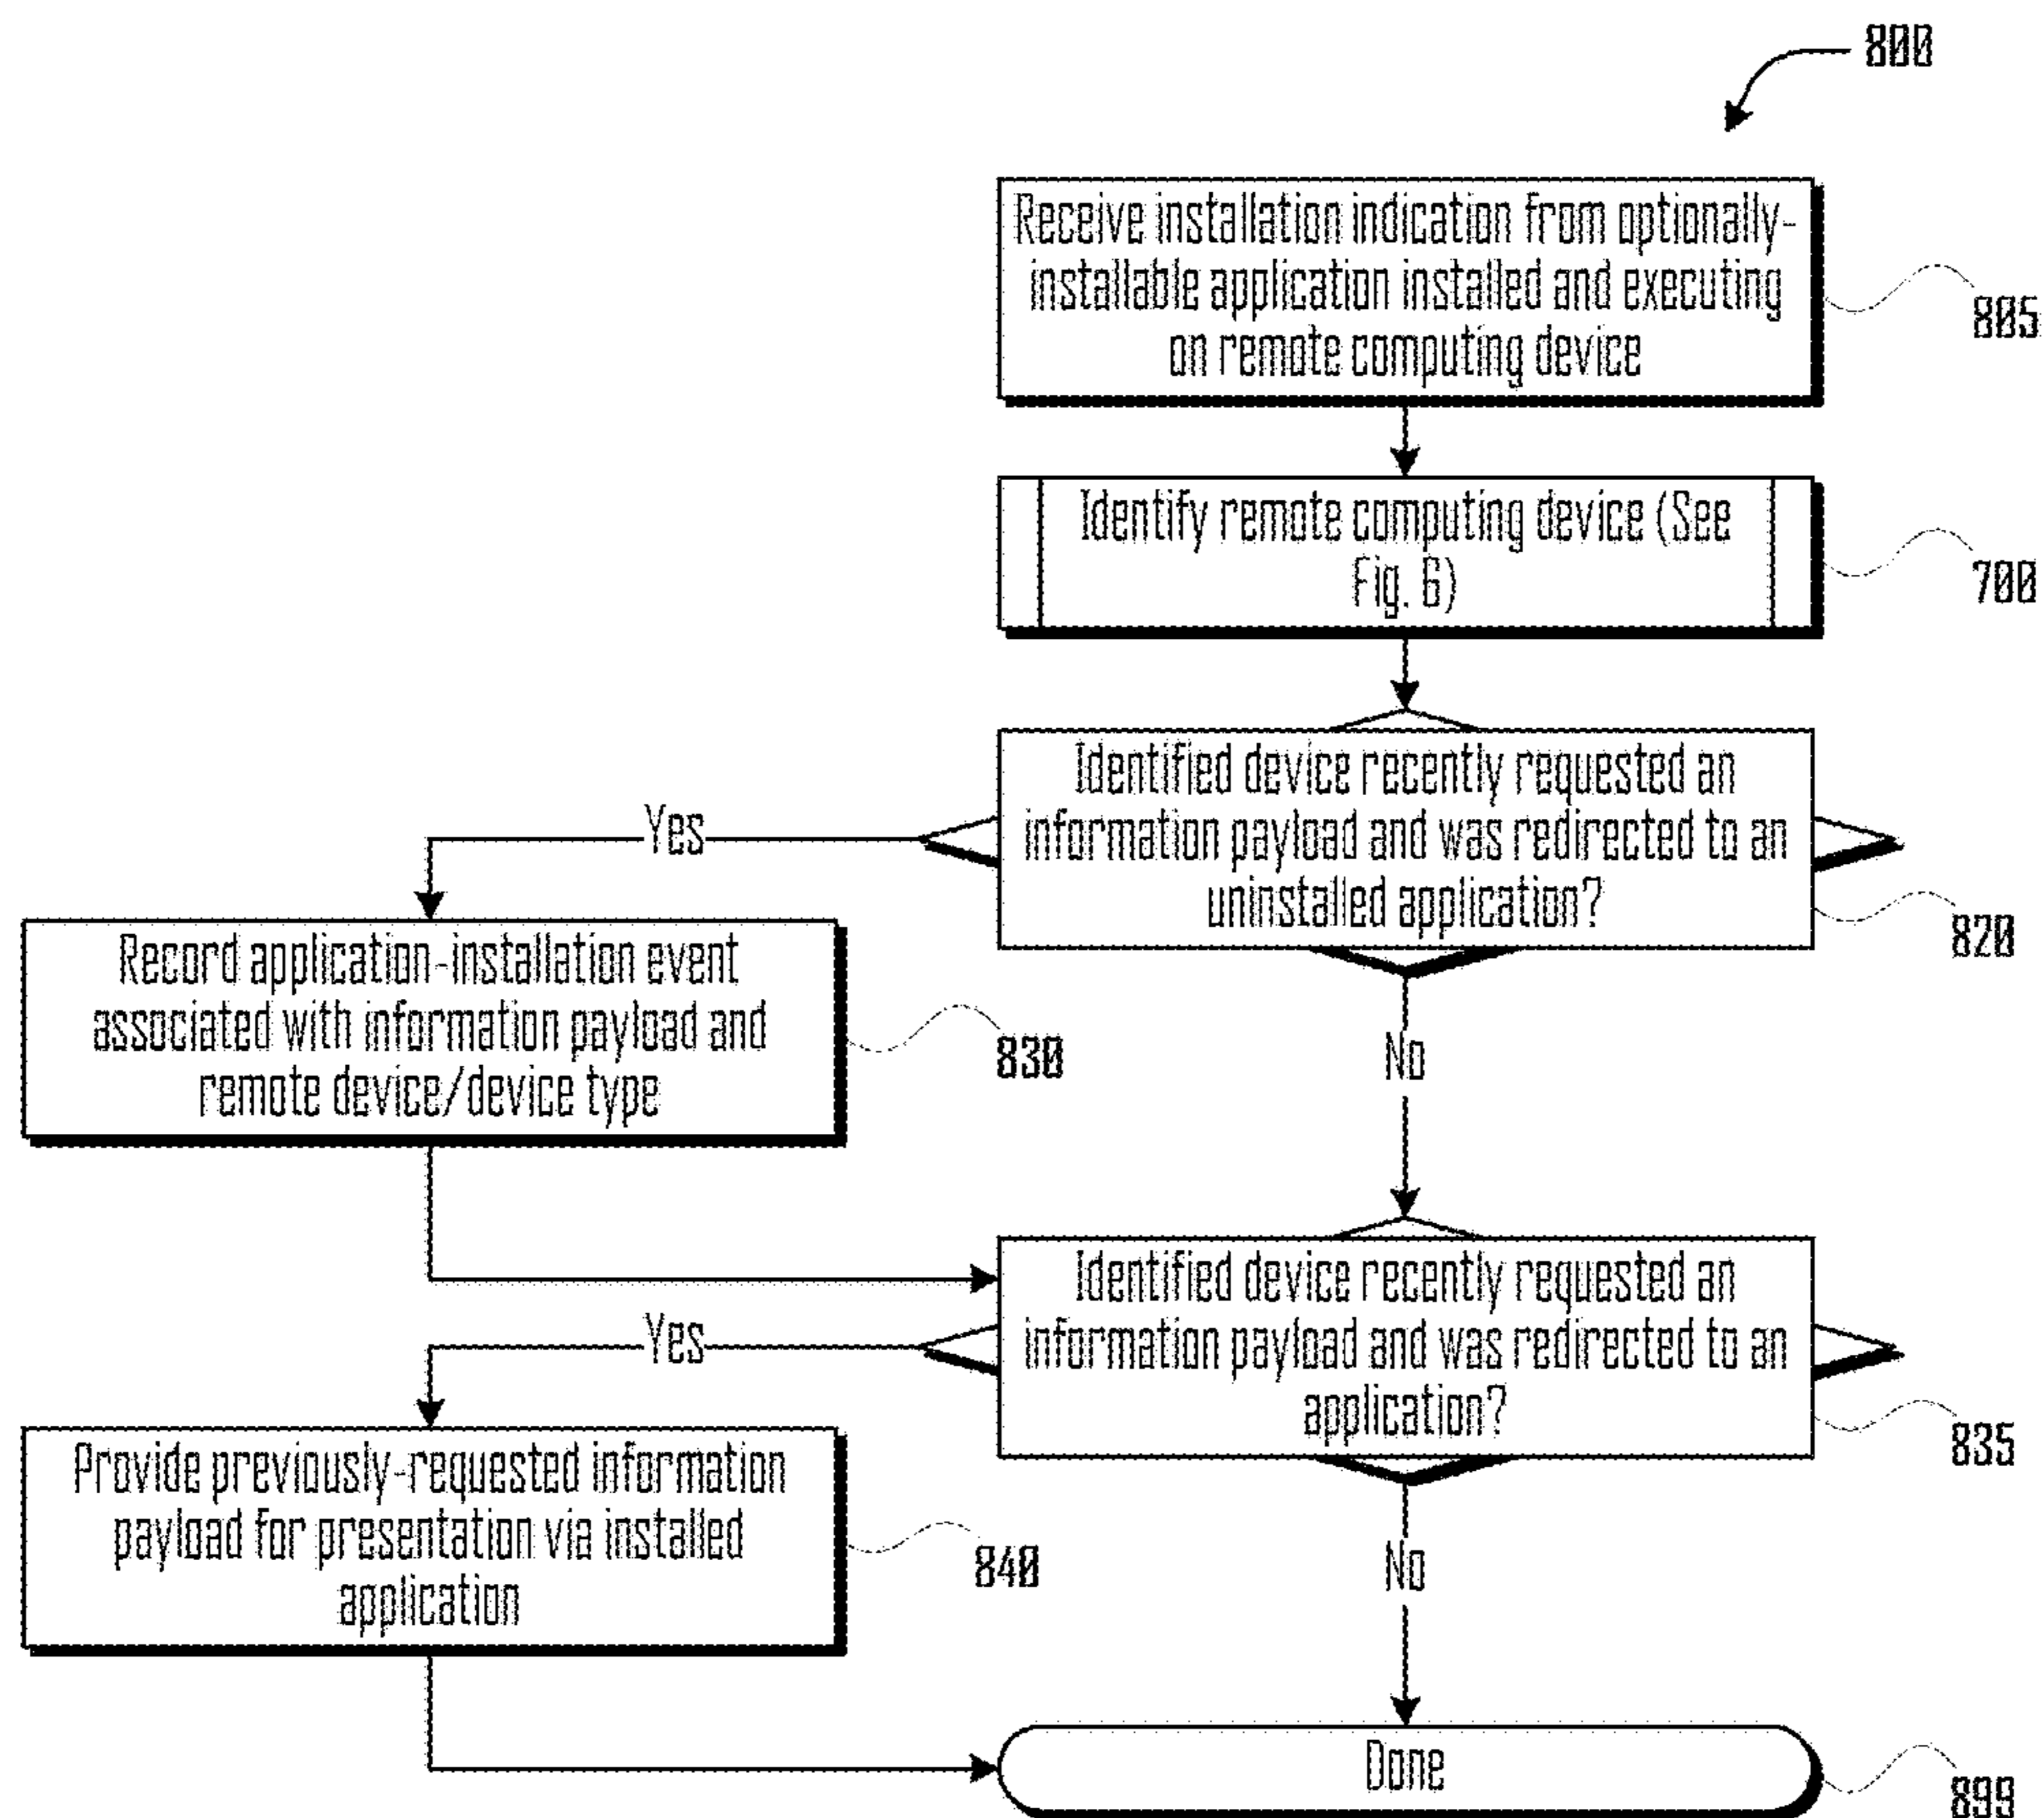 800
Receive installation indication from optionally-
installable application installed and executing
on remote computing device
805
Identify remote computing device (See
Fig. 6)
700
Identified device recently requested an
information payload and was redirected to an
uninstalled application?
820
Yes
No
Record application-installation event
associated with information payload and
remote device/device type
830
Identified device recently requested an
information payload and was redirected to an
application?
835
Yes
No
Provide previously-requested information
payload for presentation via installed
application
840
Done
899